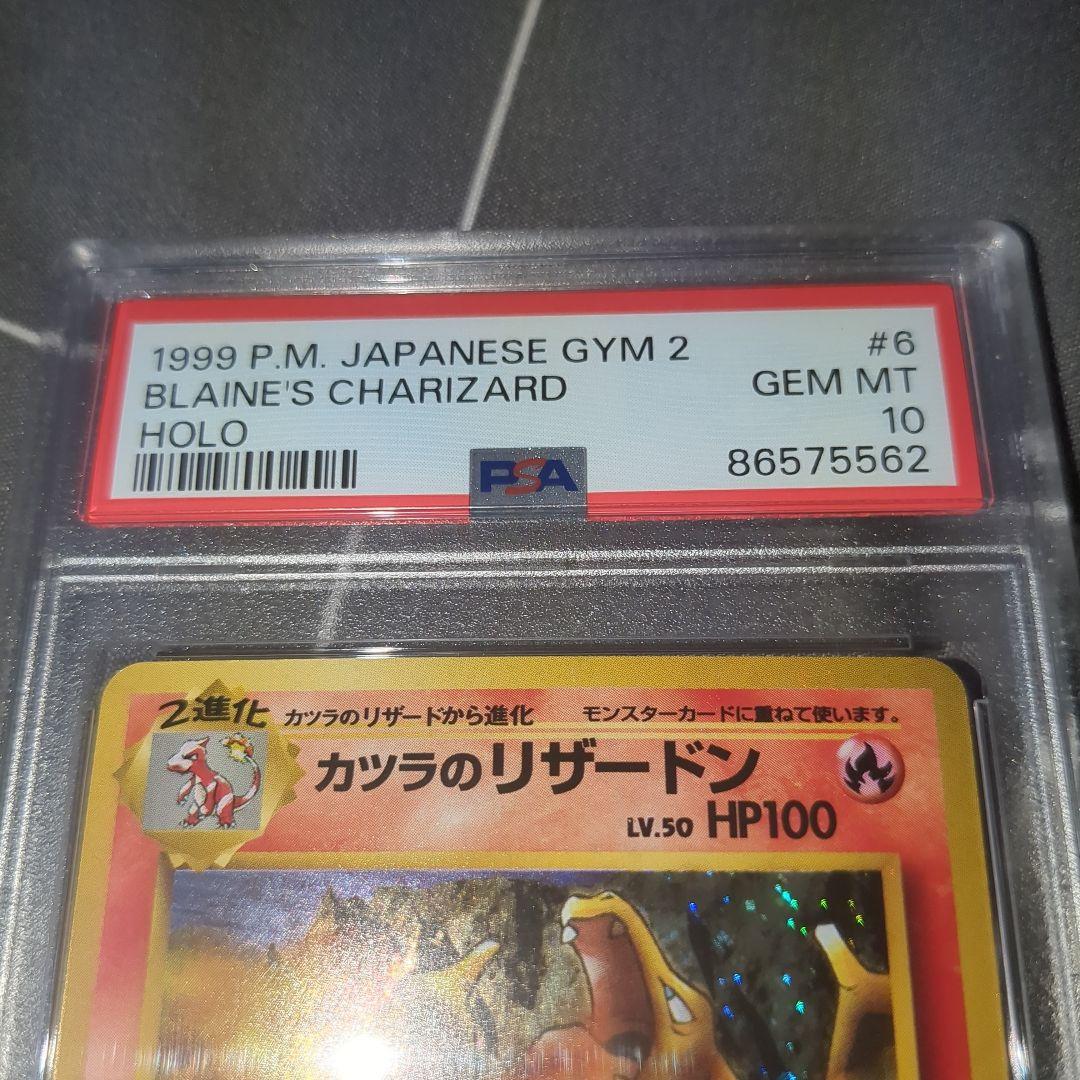 1999 P.M. JAPANESE GYM 2 #6
BLAINE'S CHARIZARD GEM MT
HOLO 10
PSA 86575562
2進化 カツラのリザードから進化 モンスターカードに重ねて使います。
カツラのリザードン
LV.50 HP100